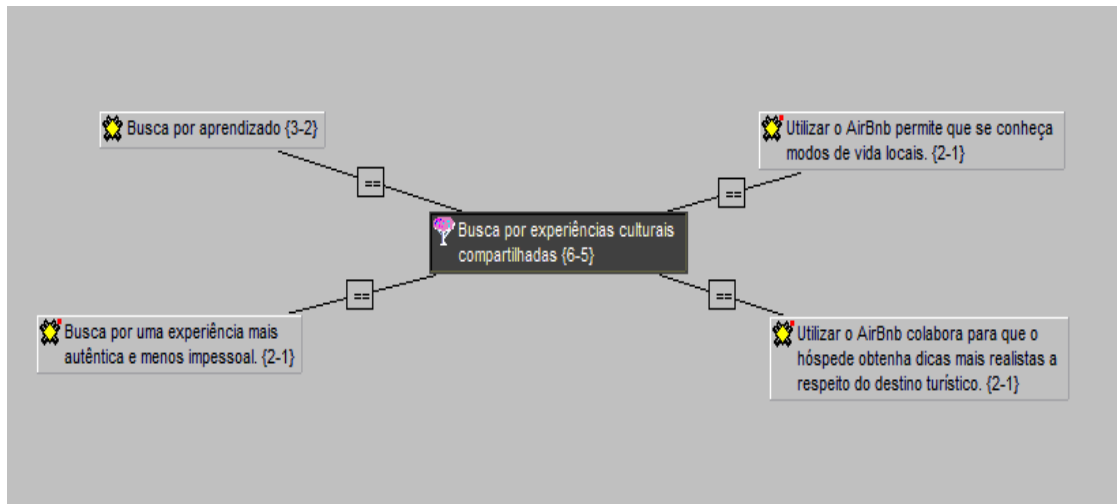 Busca por aprendizado {3-2}
Utilizar o AirBnb permite que se conheça
modos de vida locais. {2-1}
==
==
Busca por experiências culturais
compartilhadas {6-5}
==
==
Busca por uma experiência mais
autêntica e menos impessoal. {2-1}
Utilizar o AirBnb colabora para que o
hóspede obtenha dicas mais realistas a
respeito do destino turístico. {2-1}